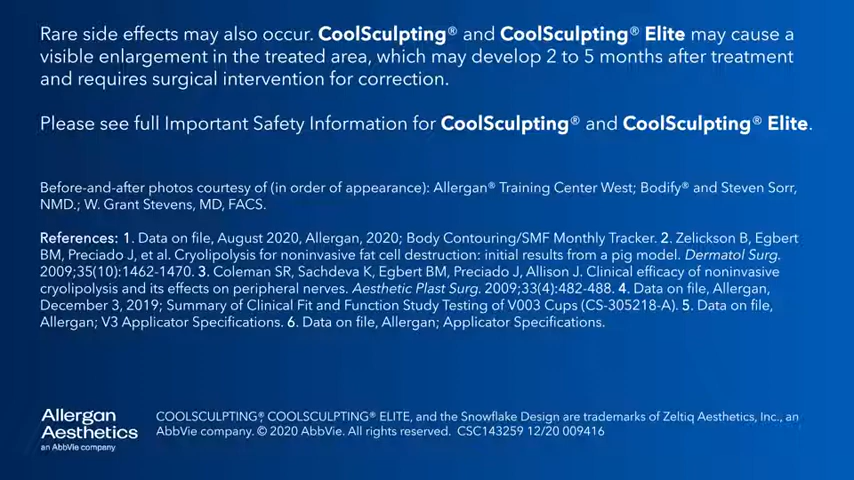 Rare side effects may also occur. CoolSculpting® and CoolSculpting® Elite may cause a
visible enlargement in the treated area, which may develop 2 to 5 months after treatment
and requires surgical intervention for correction.
Please see full Important Safety Information for CoolSculpting® and CoolSculpting® Elite.
Before-and-after photos courtesy of (in order of appearance): Allergan® Training Center West; Bodify® and Steven Sorr,
NMD.; W. Grant Stevens, MD, FACS.
References: 1. Data on file, August 2020, Allergan, 2020; Body Contouring/SMF Monthly Tracker. 2. Zelickson B, Egbert
BM, Preciado J, et al. Cryolipolysis for noninvasive fat cell destruction: initial results from a pig model. Dermatol Surg.
2009;35(10):1462-1470. 3. Coleman SR, Sachdeva K, Egbert BM, Preciado J, Allison J. Clinical efficacy of noninvasive
cryolipolysis and its effects on peripheral nerves. Aesthetic Plast Surg. 2009;33(4):482-488. 4. Data on file, Allergan,
December 3, 2019; Summary of Clinical Fit and Function Study Testing of V003 Cups (CS-305218-A). 5. Data on file,
Allergan; V3 Applicator Specifications. 6. Data on file, Allergan; Applicator Specifications.
Allergan
Aesthetics
an AbbVie company
COOLSCULPTING®, COOLSCULPTING® ELITE, and the Snowflake Design are trademarks of Zeltiq Aesthetics, Inc., an
AbbVie company. © 2020 AbbVie. All rights reserved. CSC143259 12/20 009416